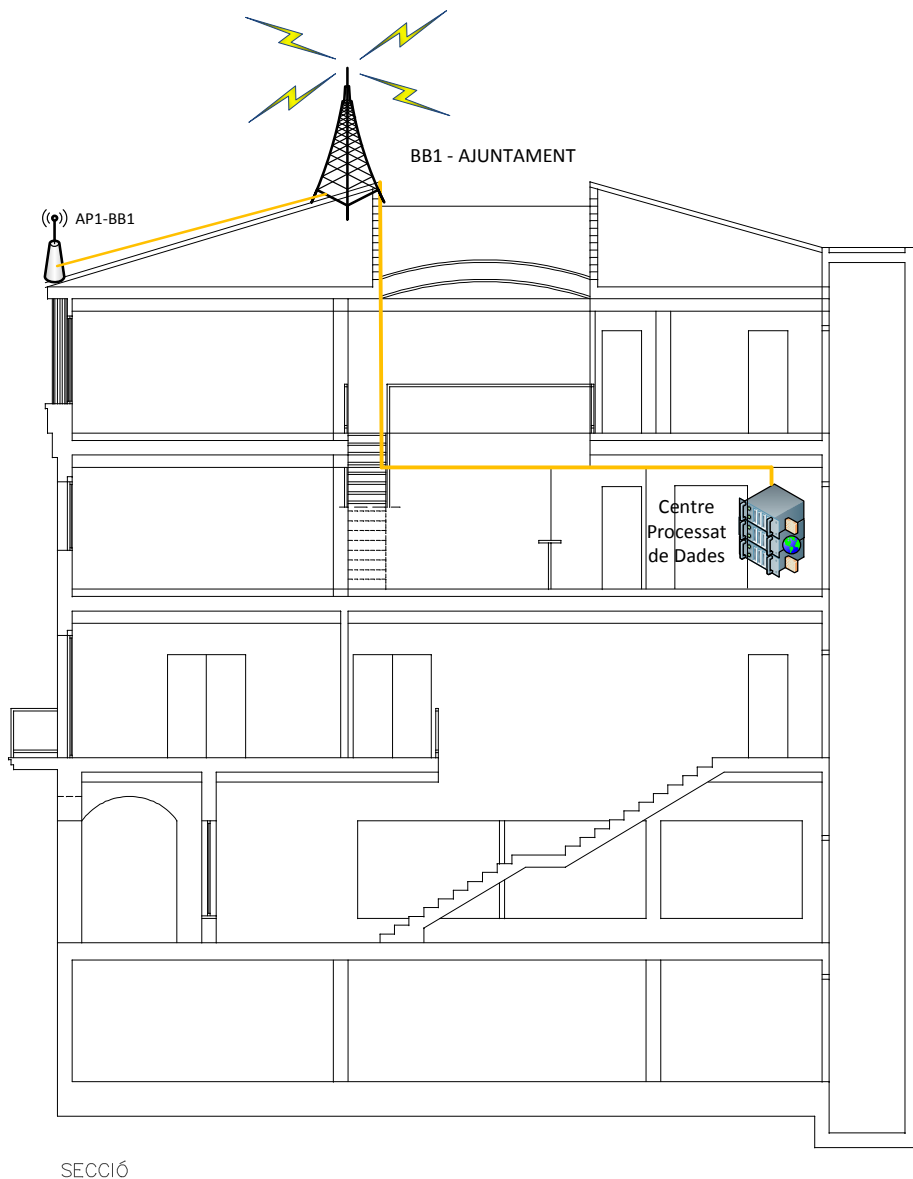 BB1 - AJUNTAMENT
AP1-BB1
Centre
Processat
de Dades
SECCIÓ